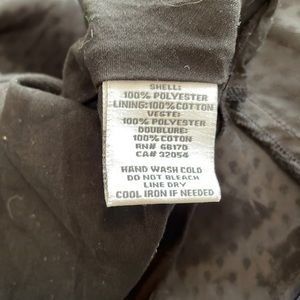 SHELL:
100% POLYESTER
LINING: 100% COTTON
VESTE:
100% POLYESTER
DOUBLURE:
100% COTON
RN# 68170
CA# 32054
HAND WASH COLD
DO NOT BLEACH
LINE DRY
COOL IRON IF NEEDED